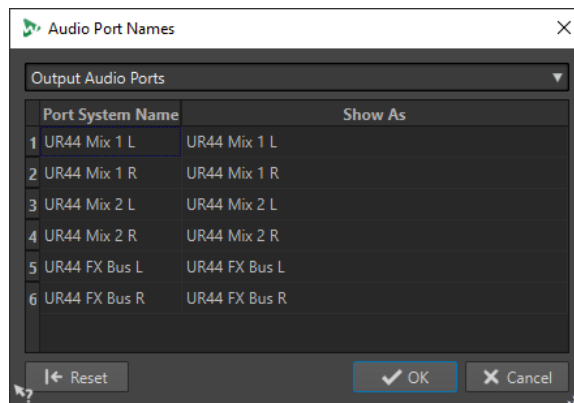 Audio Port Names
Output Audio Ports
Port System Name Show As
1 UR44 Mix 1 L UR44 Mix 1 L
2 UR44 Mix 1 R UR44 Mix 1 R
3 UR44 Mix 2 L UR44 Mix 2 L
4 UR44 Mix 2 R UR44 Mix 2 R
5 UR44 FX Bus L UR44 FX Bus L
6 UR44 FX Bus R UR44 FX Bus R
? Reset OK Cancel